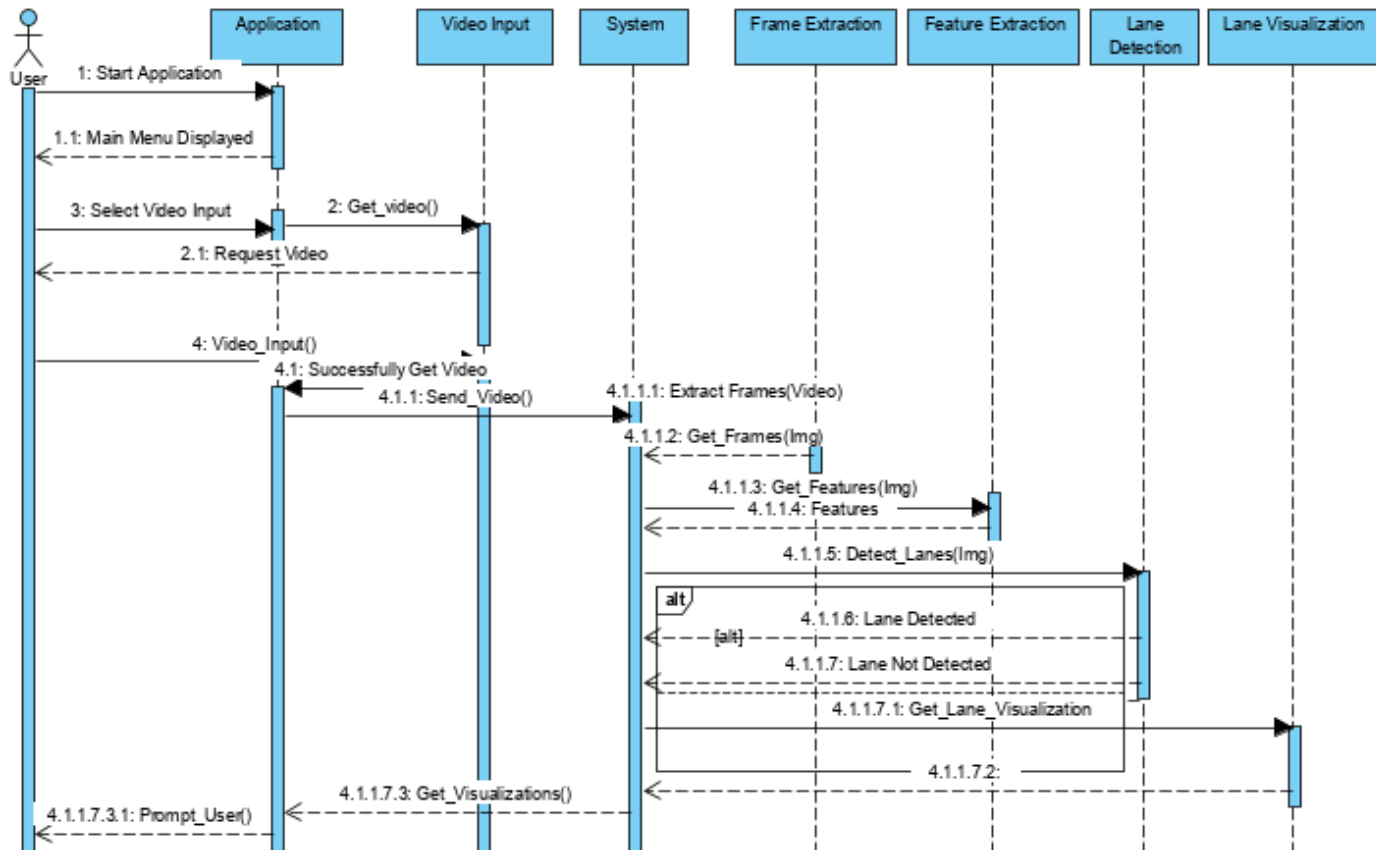 Application
Video Input
System
Frame Extraction
Feature Extraction
Lane
Detection
Lane Visualization
User
1: Start Application
1.1: Main Menu Displayed
3: Select Video Input
2: Get_video()
2.1: Request Video
4: Video_Input()
4.1: Successfully Get Video
4.1.1: Send_Video()
4.1.1.1: Extract Frames(Video)
4.1.1.2: Get_Frames(Img)
4.1.1.3: Get_Features(Img)
4.1.1.4: Features
4.1.1.5: Detect_Lanes(Img)
alt
4.1.1.6: Lane Detected
[alt]
4.1.1.7: Lane Not Detected
4.1.1.7.1: Get_Lane_Visualization
4.1.1.7.2:
4.1.1.7.3: Get_Visualizations()
4.1.1.7.3.1: Prompt_User()